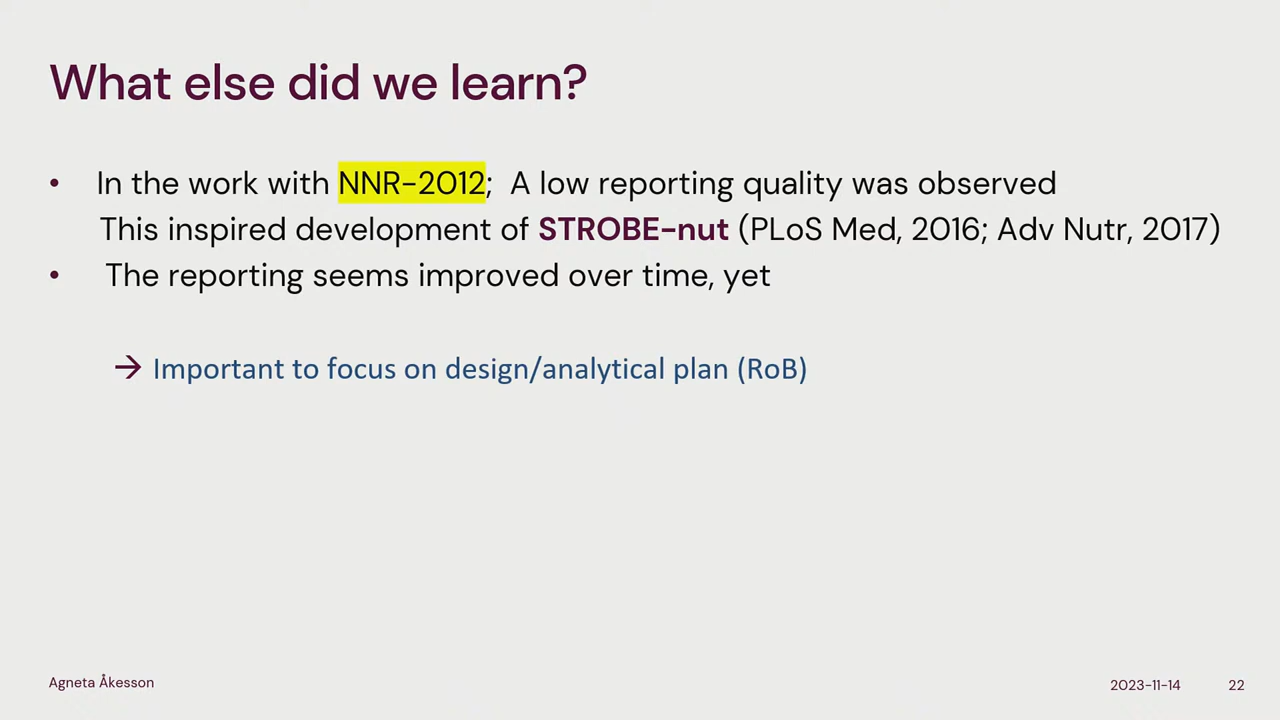 What else did we learn?
• In the work with NNR-2012; A low reporting quality was observed
This inspired development of STROBE-nut (PLoS Med, 2016; Adv Nutr, 2017)
• The reporting seems improved over time, yet
→ Important to focus on design/analytical plan (RoB)
Agneta Åkesson
2023-11-14
22